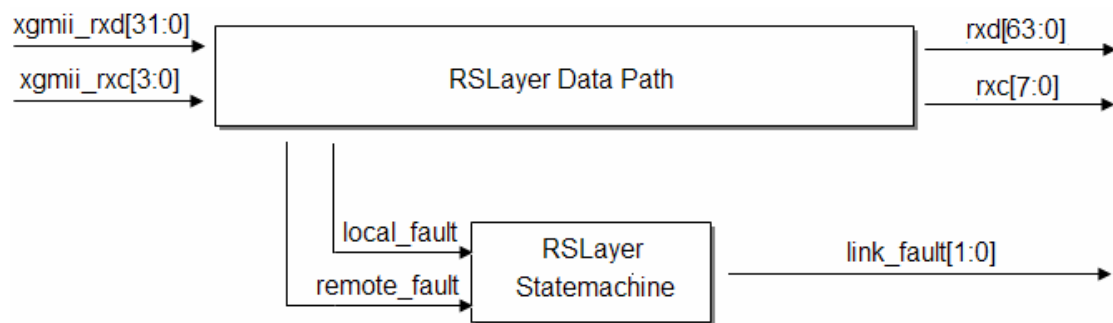 xgmii_rxd[31:0]
xgmii_rxc[3:0]
RSLayer Data Path
rxd[63:0]
rxc[7:0]
local_fault
remote_fault
RSLayer
Statemachine
link_fault[1:0]